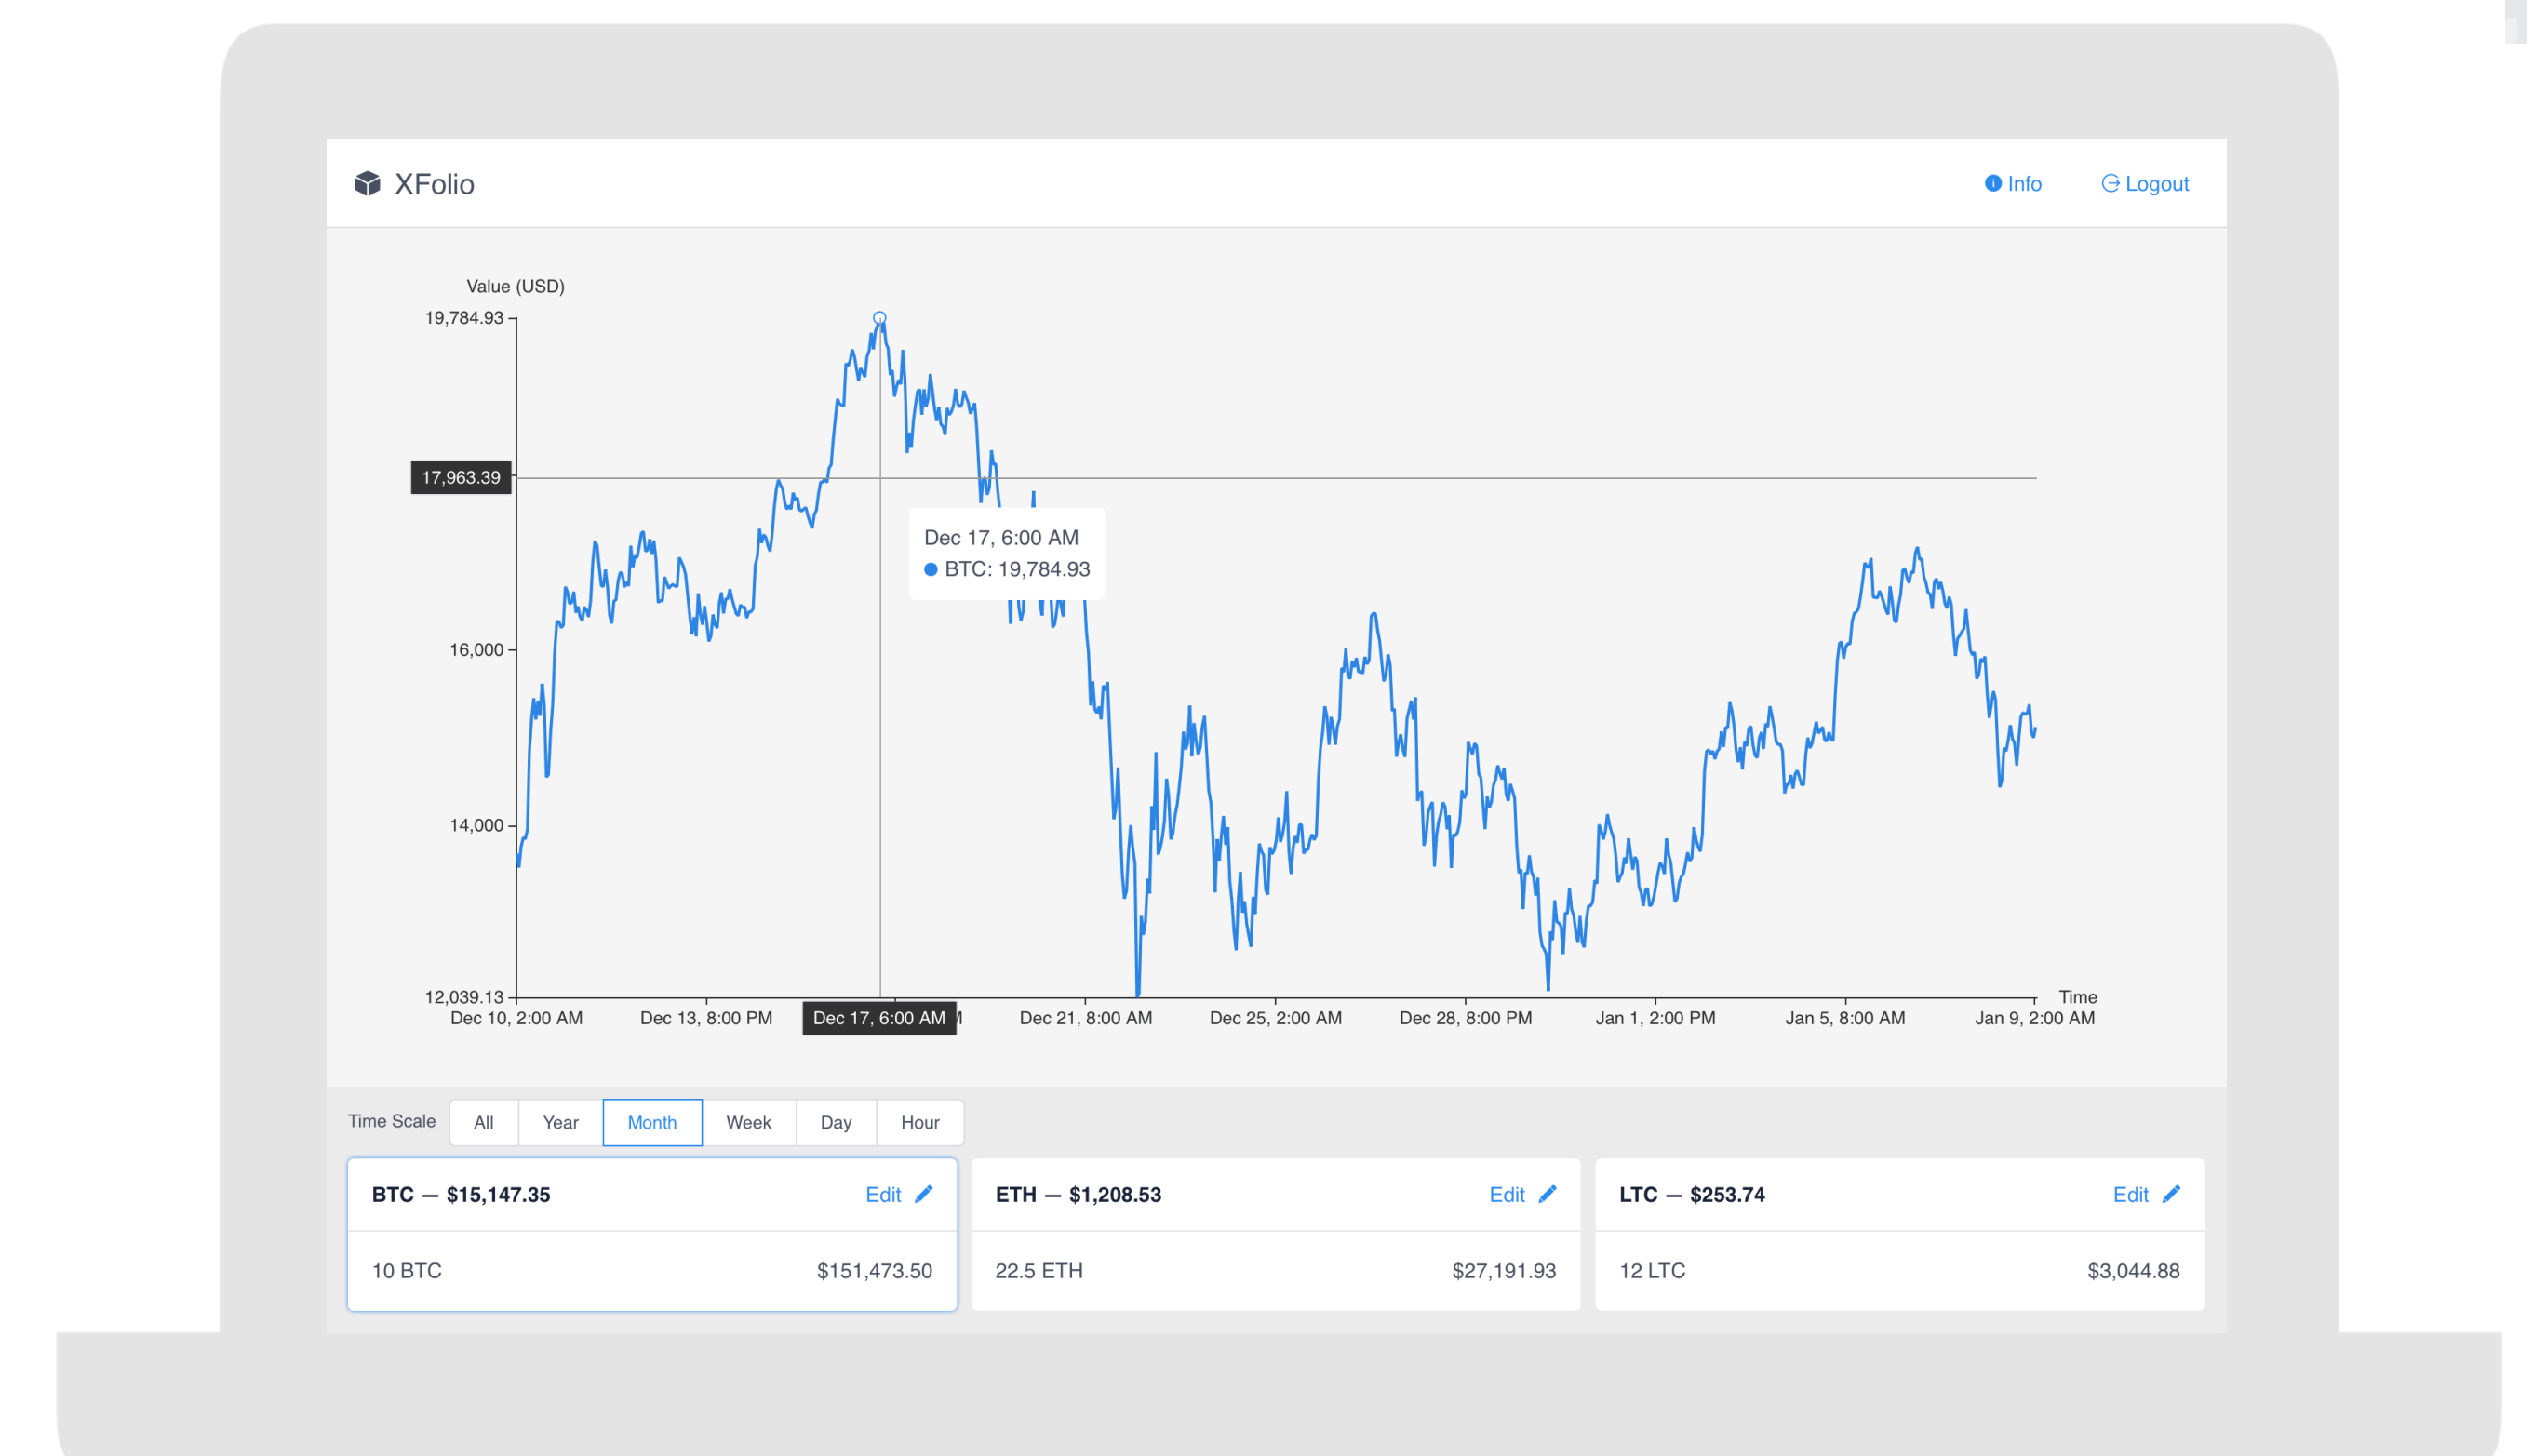 XFolio
Info
Logout
Value (USD)
19,784.93
17,963.39
Dec 17, 6:00 AM
BTC: 19,784.93
16,000
14,000
12,039.13
Time
Dec 10, 2:00 AM Dec 13, 8:00 PM Dec 17, 6:00 AM Dec 21, 8:00 AM Dec 25, 2:00 AM Dec 28, 8:00 PM Jan 1, 2:00 PM Jan 5, 8:00 AM Jan 9, 2:00 AM
Time Scale All Year Month Week Day Hour
BTC — $15,147.35 Edit
10 BTC $151,473.50
ETH — $1,208.53 Edit
22.5 ETH $27,191.93
LTC — $253.74 Edit
12 LTC $3,044.88